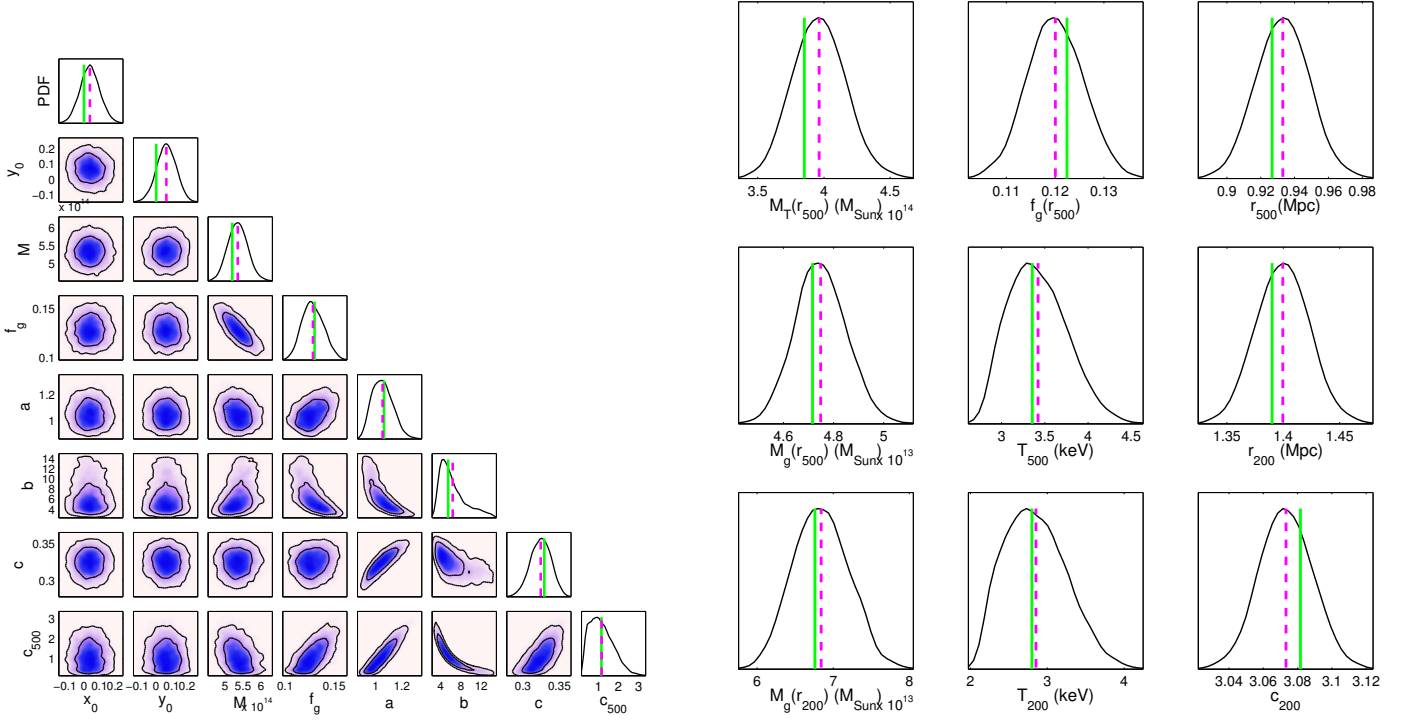 PDF
y0
0.2
0.1
0
−0.1
x 10^14
M
6
5.5
5
fg
0.15
0.1
a
1.2
1
b
14
12
10
8
6
4
c
0.35
0.3
c500
3
2
1
−0.1 0 0.10.2
x0
−0.1 0 0.10.2
y0
5 5.5 6
M x 10^14
0.1 0.15
fg
1 1.2
a
4 8 12
b
0.3 0.35
c
1 2 3
c500
3.5 4 4.5
MT(r500) (MSun x 10^14
0.11 0.12 0.13
fg(r500)
0.9 0.92 0.94 0.96 0.98
r500(Mpc)
4.6 4.8 5
Mg(r500) (MSun x 10^13
3 3.5 4 4.5
T500 (keV)
1.35 1.4 1.45
r200 (Mpc)
6 7 8
Mg(r200) (MSun x 10^13
2 3 4
T200 (keV)
3.04 3.06 3.08 3.1 3.12
c200